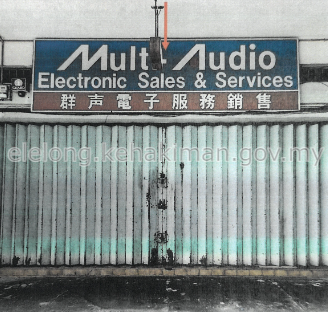 Mult Audio
Electronic Sales & Services
群声電子服務銷售
elelong.kehakiman.gov.my